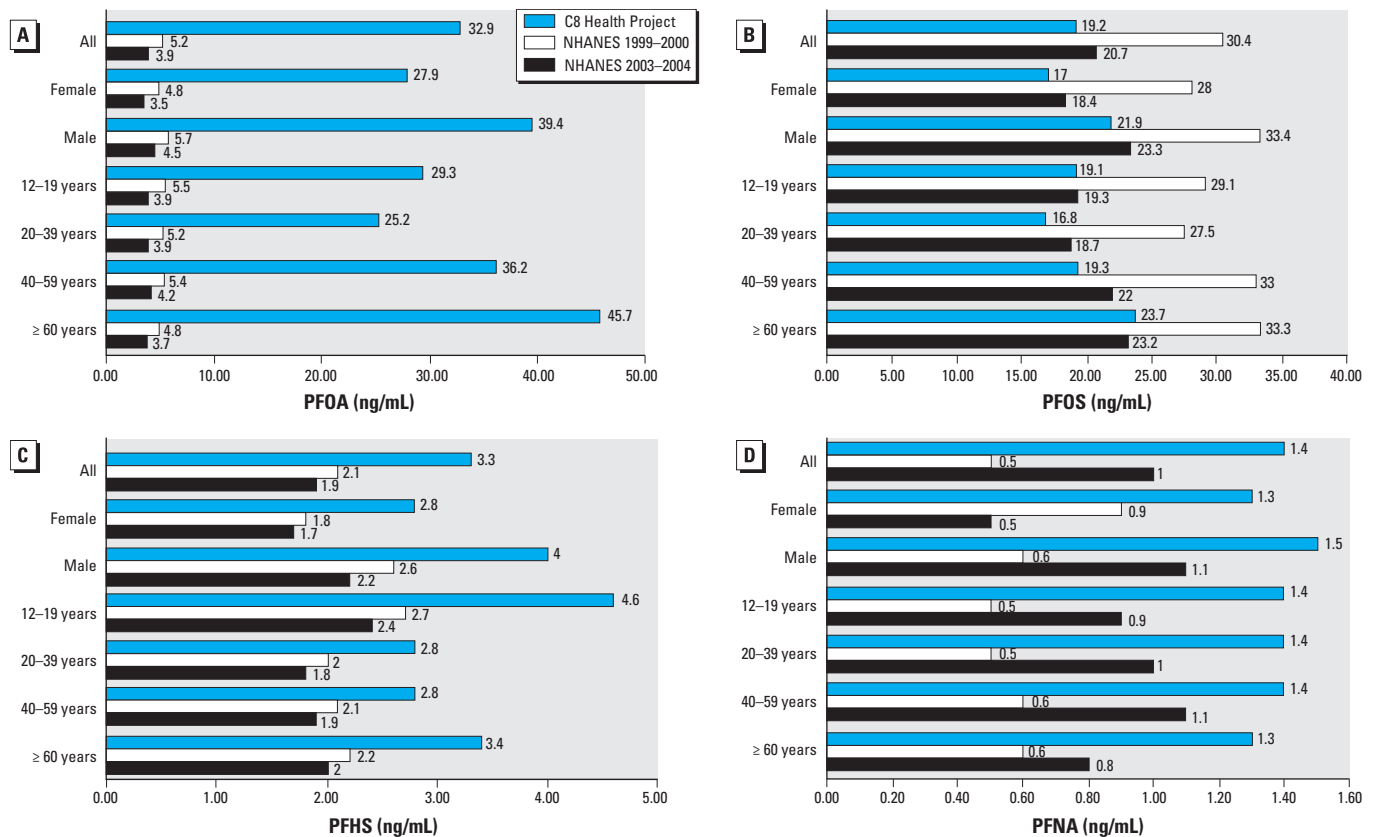 A
C8 Health Project
NHANES 1999–2000
NHANES 2003–2004
All
32.9
5.2
3.9
Female
27.9
4.8
3.5
Male
39.4
5.7
4.5
12–19 years
29.3
5.5
3.9
20–39 years
25.2
5.2
3.9
40–59 years
36.2
5.4
4.2
≥ 60 years
45.7
4.8
3.7
0.00 10.00 20.00 30.00 40.00 50.00
PFOA (ng/mL)
B
All
19.2
30.4
20.7
Female
17
28
18.4
Male
21.9
33.4
23.3
12–19 years
19.1
29.1
19.3
20–39 years
16.8
27.5
18.7
40–59 years
19.3
33
22
≥ 60 years
23.7
33.3
23.2
0.00 5.00 10.00 15.00 20.00 25.00 30.00 35.00 40.00
PFOS (ng/mL)
C
All
3.3
2.1
1.9
Female
2.8
1.8
1.7
Male
4
2.6
2.2
12–19 years
4.6
2.7
2.4
20–39 years
2.8
2
1.8
40–59 years
2.8
2.1
1.9
≥ 60 years
3.4
2.2
2
0.00 1.00 2.00 3.00 4.00 5.00
PFHS (ng/mL)
D
All
1.4
0.5
1
Female
1.3
0.9
0.5
Male
1.5
0.6
1.1
12–19 years
1.4
0.5
0.9
20–39 years
1.4
0.5
1
40–59 years
1.4
0.6
1.1
≥ 60 years
1.3
0.6
0.8
0.00 0.20 0.40 0.60 0.80 1.00 1.20 1.40 1.60
PFNA (ng/mL)